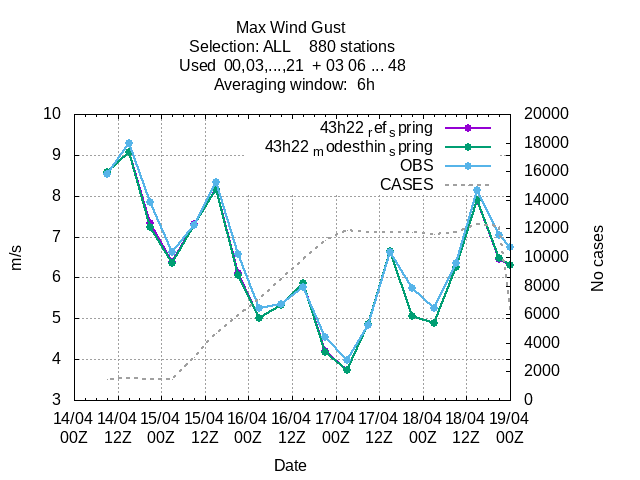 Max Wind Gust
Selection: ALL    880 stations
Used  00,03,...,21  + 03 06 ... 48
Averaging window:  6h
10
9
8
7
6
5
4
3
m/s
43h22 refspring
43h22 modesthinspring
OBS
CASES
20000
18000
16000
14000
12000
10000
8000
6000
4000
2000
0
No cases
14/04 14/04 15/04 15/04 16/04 16/04 17/04 17/04 18/04 18/04 19/04
00Z 12Z 00Z 12Z 00Z 12Z 00Z 12Z 00Z 12Z 00Z
Date